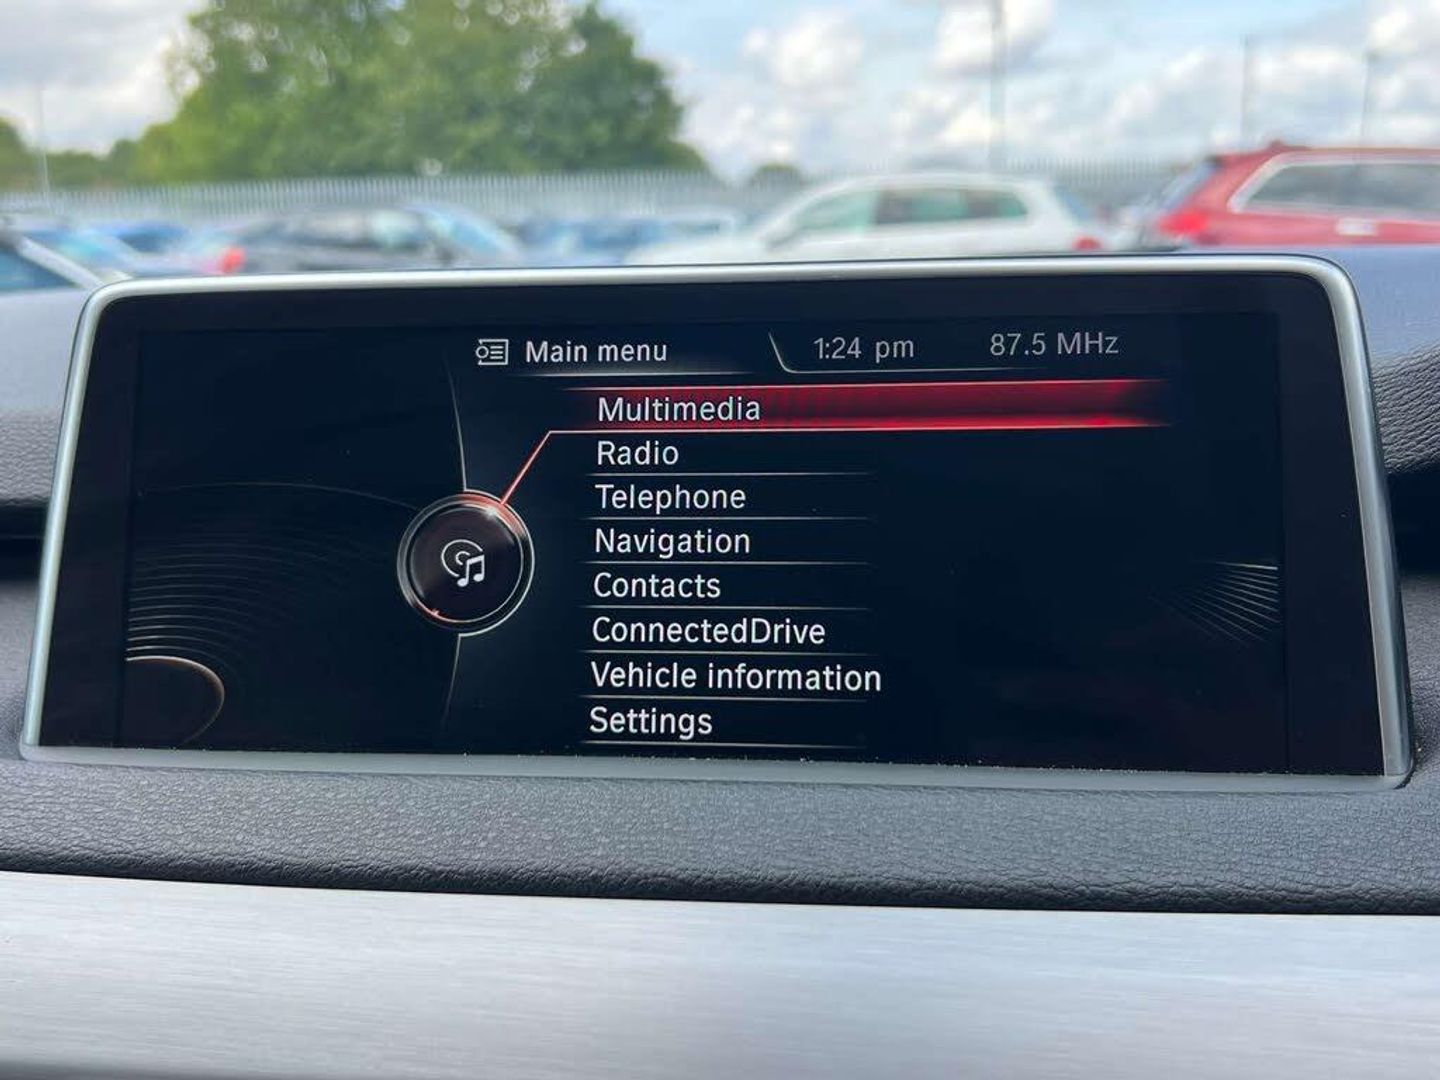 Main menu 1:24 pm 87.5 MHz
Multimedia
Radio
Telephone
Navigation
Contacts
ConnectedDrive
Vehicle information
Settings